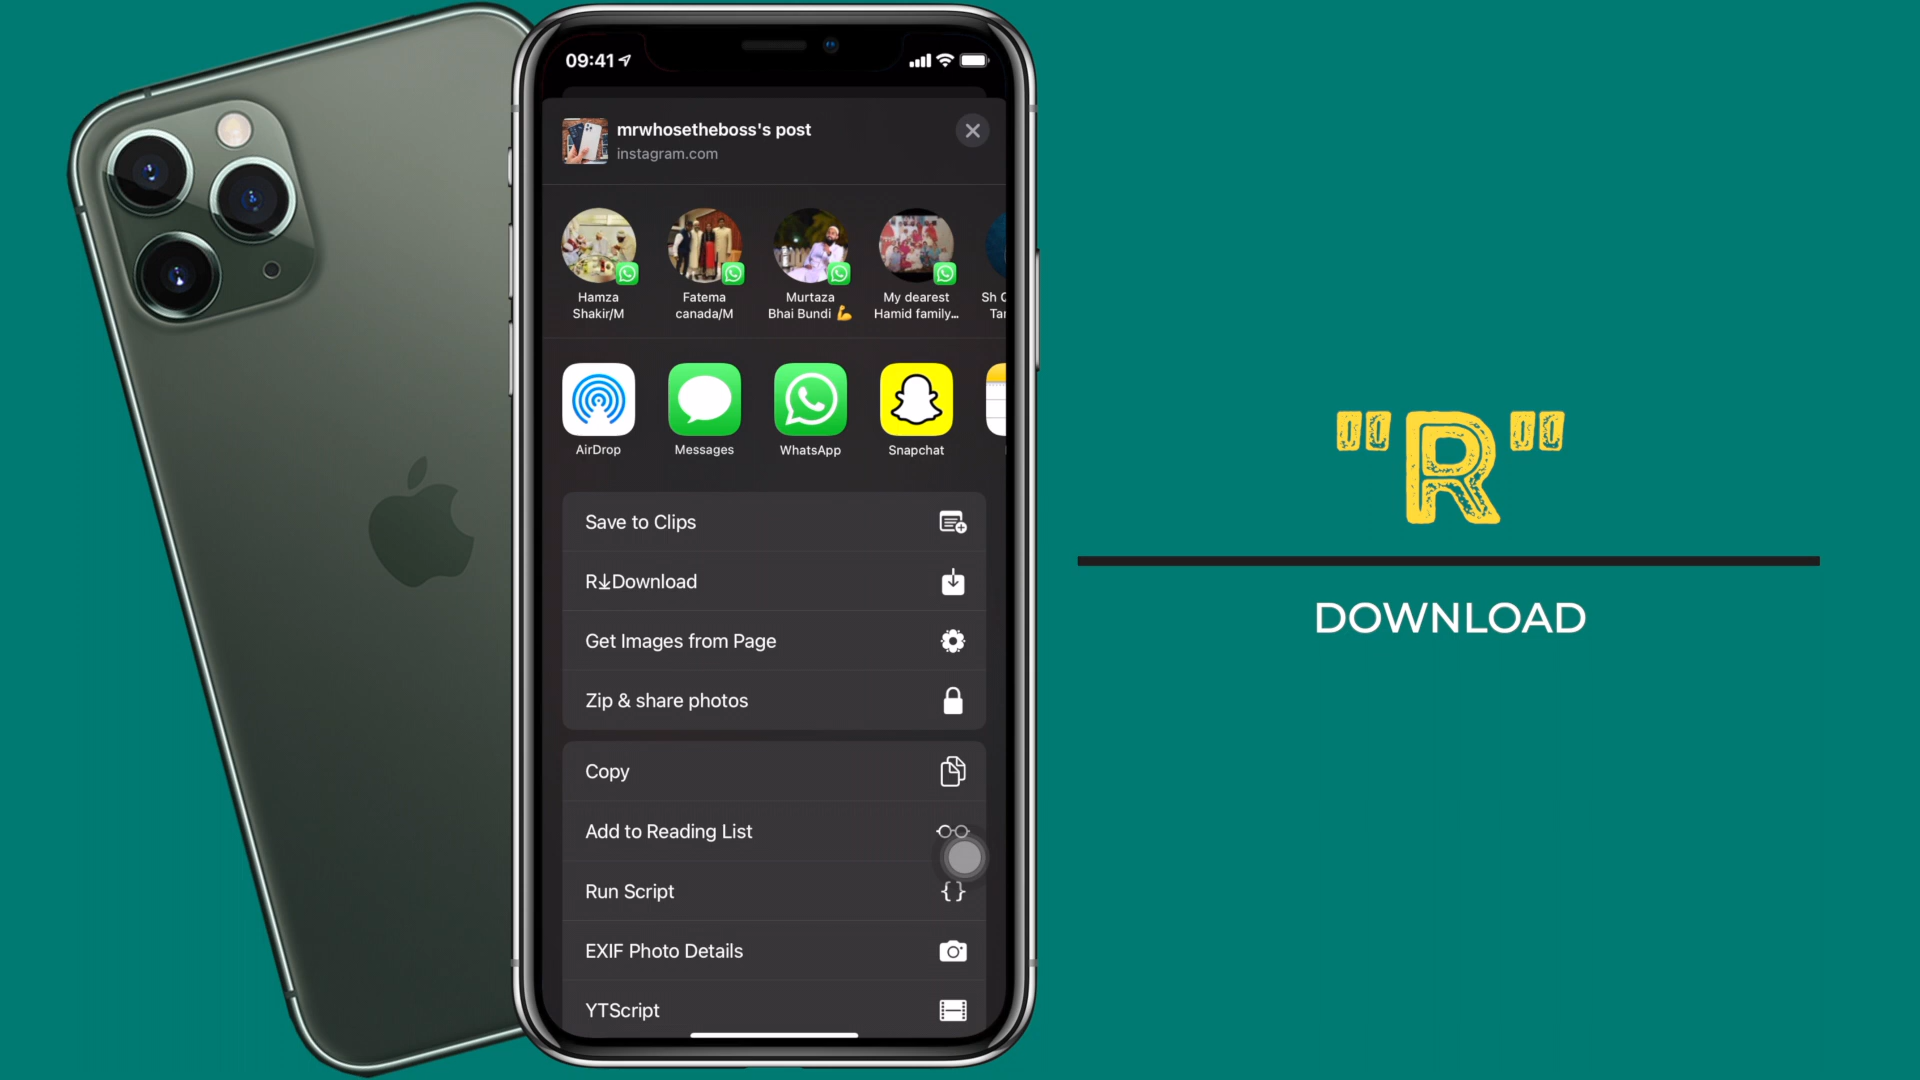 09:41
mrwhosetheboss's post
instagram.com
Hamza
Shakir/M
Fatema
canada/M
Murtaza
Bhai Bundi 💪
My dearest
Hamid family...
Sh
AirDrop
Messages
WhatsApp
Snapchat
Save to Clips
R↓Download
Get Images from Page
Zip & share photos
Copy
Add to Reading List
Run Script
{ }
EXIF Photo Details
YTScript
"R"
DOWNLOAD